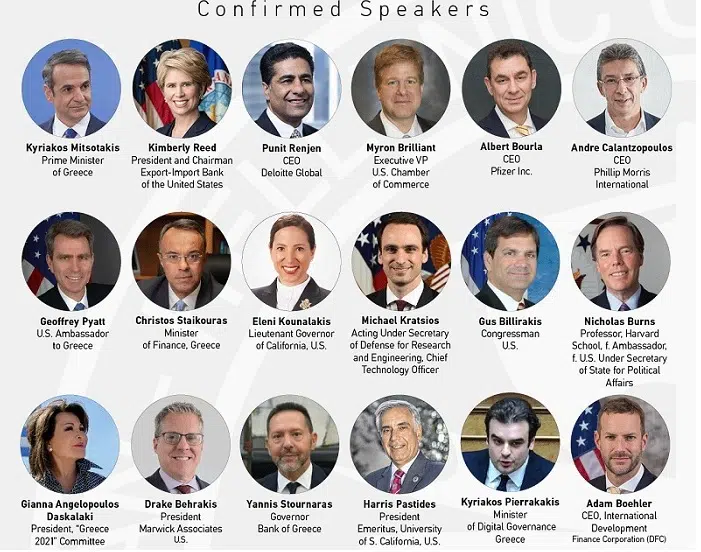 Confirmed Speakers
Kyriakos Mitsotakis
Prime Minister
of Greece
Kimberly Reed
President and Chairman
Export-Import Bank
of the United States
Punit Renjen
CEO
Deloitte Global
Myron Brilliant
Executive VP
U.S. Chamber
of Commerce
Albert Bourla
CEO
Pfizer Inc.
Andre Calantzopoulos
CEO
Phillip Morris
International
Geoffrey Pyatt
U.S. Ambassador
to Greece
Christos Staikouras
Minister
of Finance, Greece
Eleni Kounalakis
Lieutenant Governor
of California, U.S.
Michael Kratsios
Acting Under Secretary
of Defense for Research
and Engineering, Chief
Technology Officer
Gus Billirakis
Congressman
U.S.
Nicholas Burns
Professor, Harvard
School, f. Ambassador,
f. U.S. Under Secretary
of State for Political
Affairs
Gianna Angelopoulos
Daskalaki
President, "Greece
2021" Committee
Drake Behrakis
President
Marwick Associates
U.S.
Yannis Stournaras
Governor
Bank of Greece
Harris Pastides
President
Emeritus, University
of S. California, U.S.
Kyriakos Pierrakakis
Minister
of Digital Governance
Greece
Adam Boehler
CEO, International
Development
Finance Corporation (DFC)